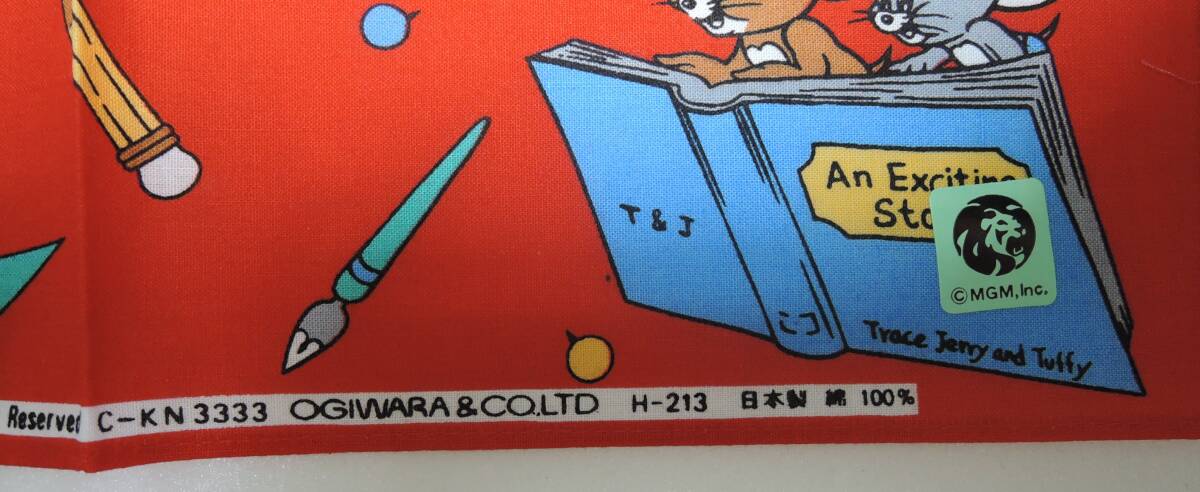 An Exciting
Sto
T & J
©MGM,Inc.
Trace Jerry and Tuffy
Reserved C-KN 3333 OGIWARA & CO.LTD H-213 日本製 綿 100%